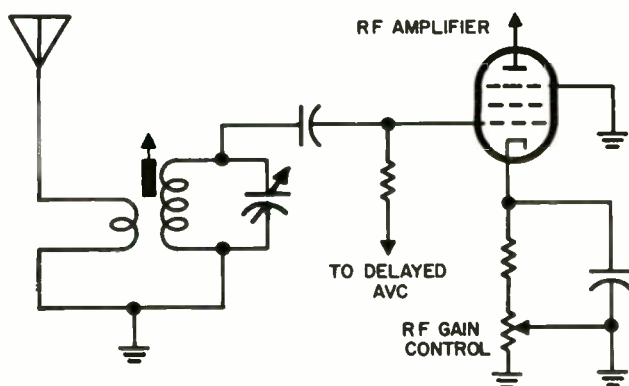 RF AMPLIFIER
TO DELAYED
AVC
RF GAIN
CONTROL